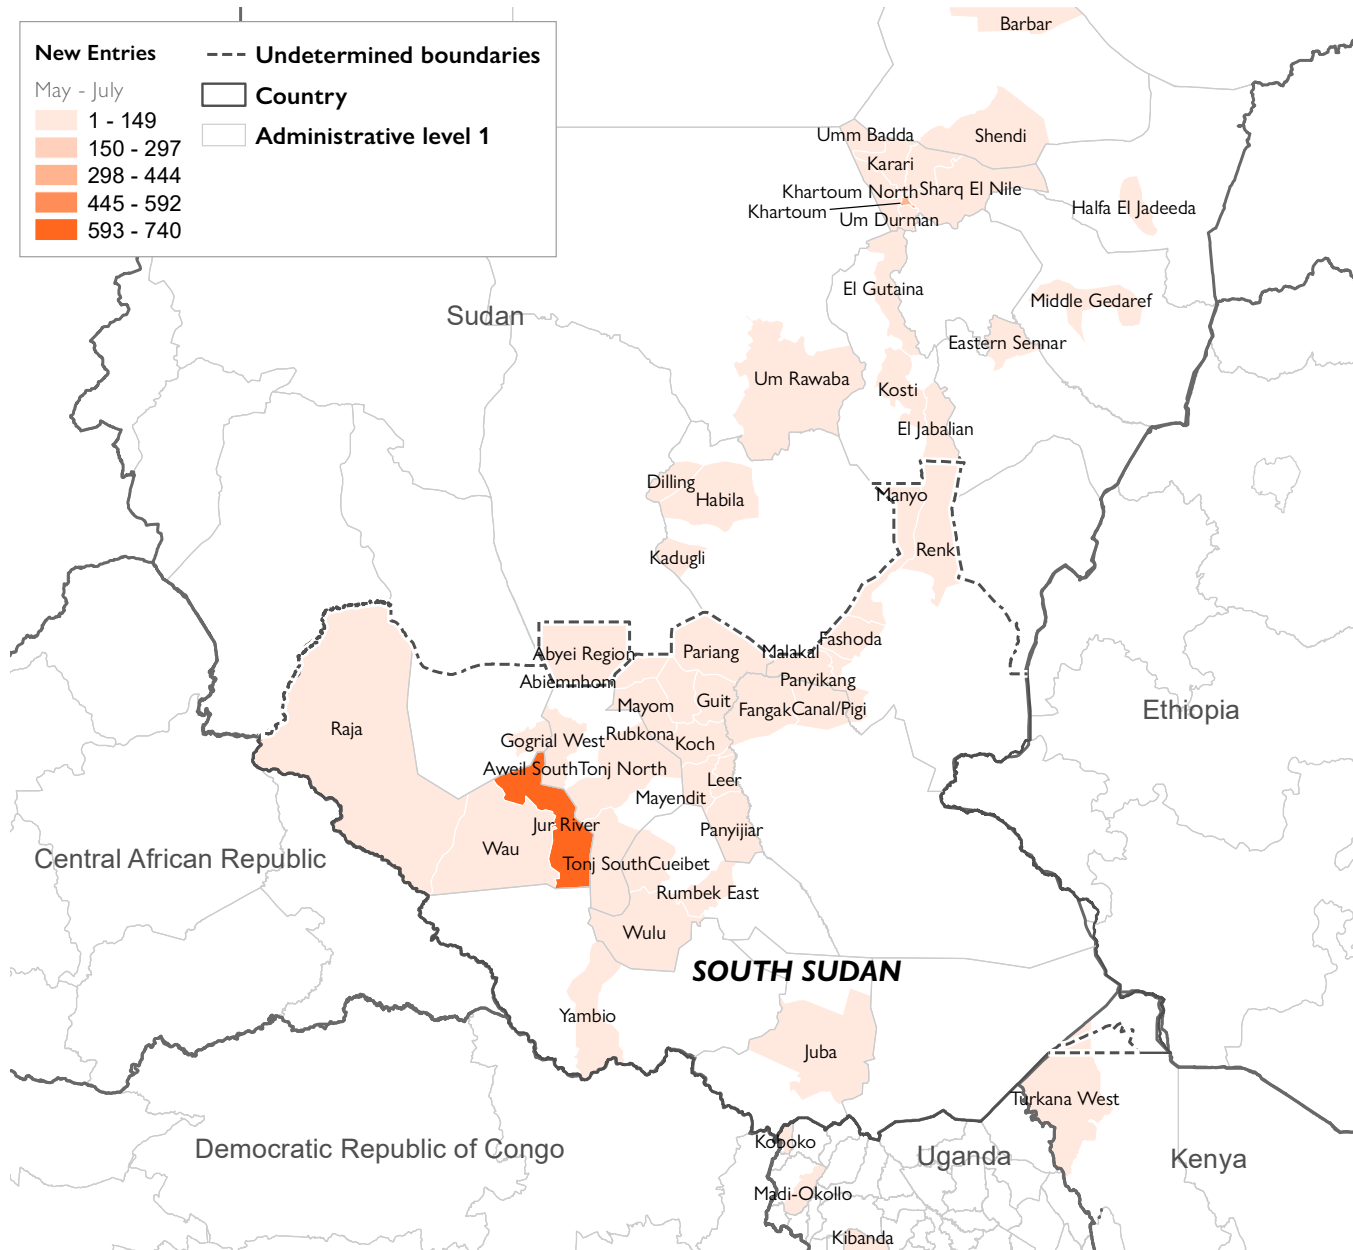 New Entries
May - July
1 - 149
150 - 297
298 - 444
445 - 592
593 - 740
Undetermined boundaries
Country
Administrative level 1
Barbar
Umm Badda
Shendi
Karari
Khartoum North
Sharq El Nile
Khartoum
Um Durman
Halfa El Jadeeda
El Gutaina
Middle Gedaref
Sudan
Eastern Sennar
Um Rawaba
Kosti
El Jabalian
Dilling
Habila
Manyo
Kadugli
Renk
Abyei Region
Pariang
Malakal
Fashoda
Abiemnhom
Panyikang
Mayom
Guit
Fangak
Canal/Pigi
Ethiopia
Raja
Gogrial West
Rubkona
Koch
Aweil South
Tonj North
Leer
Mayendit
Jur River
Panyijiar
Central African Republic
Wau
Tonj South
Cueibet
Rumbek East
Wulu
SOUTH SUDAN
Yambio
Juba
Turkana West
Koboko
Democratic Republic of Congo
Uganda
Kenya
Madi-Okollo
Kibanda